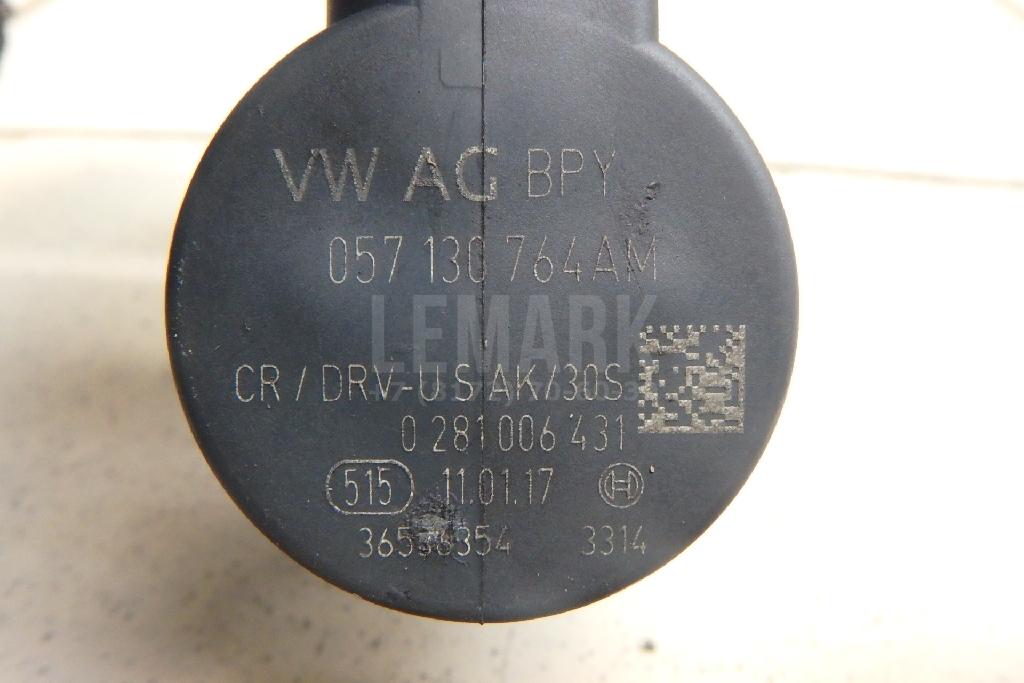 VW AG BPY
057 130 764AM
LEMARK
CR / DRV-U S AK/30S
0 281 006 431
515 11.01.17 H
3314